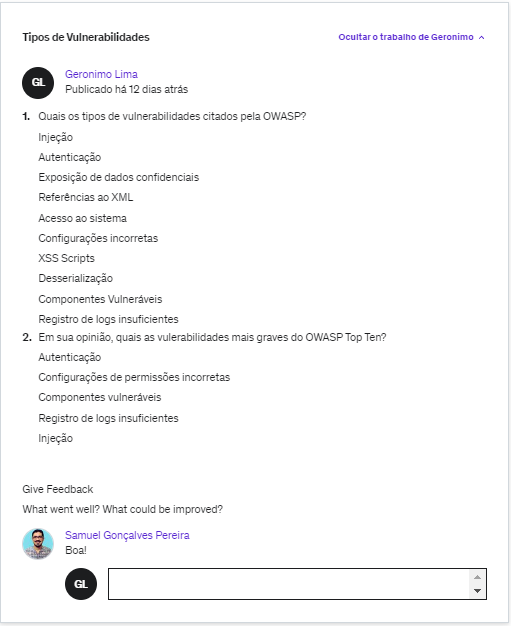 Tipos de Vulnerabilidades
Ocultar o trabalho de Geronimo
GL
Geronimo Lima
Publicado há 12 dias atrás
1. Quais os tipos de vulnerabilidades citados pela OWASP?
Injeção
Autenticação
Exposição de dados confidenciais
Referências ao XML
Acesso ao sistema
Configurações incorretas
XSS Scripts
Desserialização
Componentes Vulneráveis
Registro de logs insuficientes
2. Em sua opinião, quais as vulerabilidades mais graves do OWASP Top Ten?
Autenticação
Configurações de permissões incorretas
Componentes vulneráveis
Registro de logs insuficientes
Injeção
Give Feedback
What went well? What could be improved?
Samuel Gonçalves Pereira
Boa!
GL